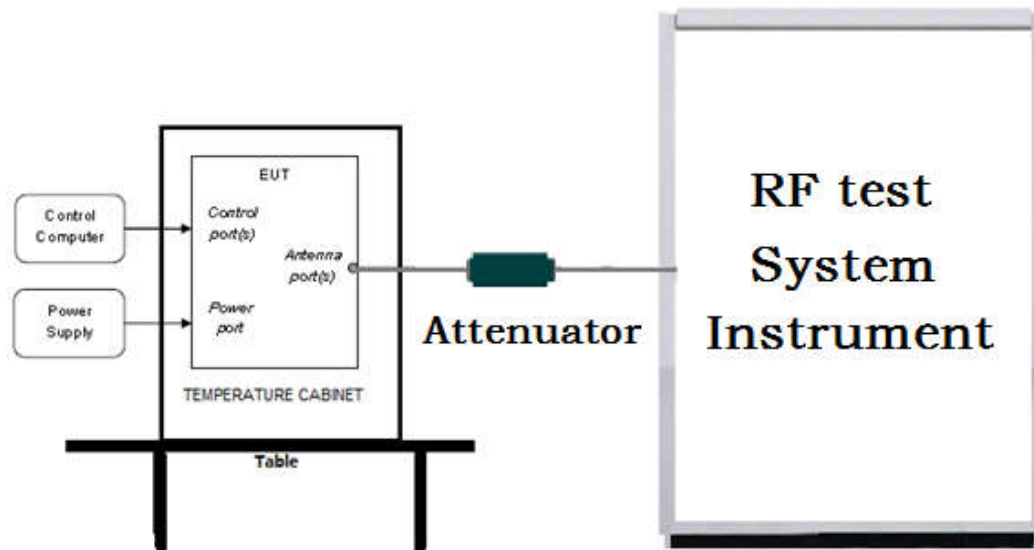 EUT
Control
Computer
Control
port(s)
Antenna
port(s)
Power
Supply
Power
port
TEMPERATURE CABINET
Table
Attenuator
RF test
System
Instrument